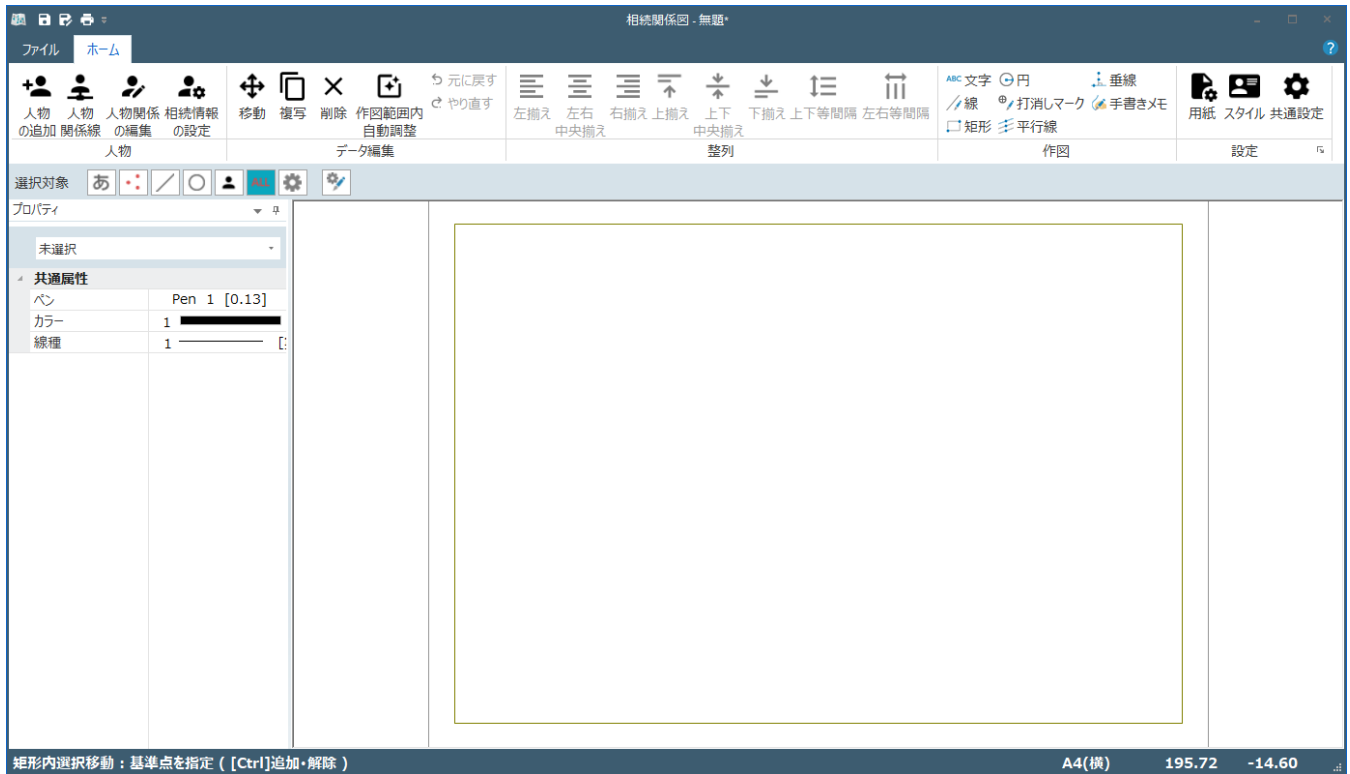 相続関係図 - 無題*
ファイル ホーム ?
人物の追加 人物関係線 人物関係の編集 相続情報の設定
人物
移動 複写 削除 作図範囲内自動調整 元に戻す やり直す
データ編集
左揃え 左右中央揃え 右揃え 上揃え 上下中央揃え 下揃え 上下等間隔 左右等間隔
整列
ABC 文字 円 垂線
線 打消しマーク 手書きメモ
矩形 平行線
作図
用紙 スタイル 共通設定
設定
選択対象 あ ALL
プロパティ
未選択
共通属性
ペン Pen 1 [0.13]
カラー 1
線種 1
矩形内選択移動：基準点を指定 ( [Ctrl]追加・解除 ) A4(横) 195.72 -14.60